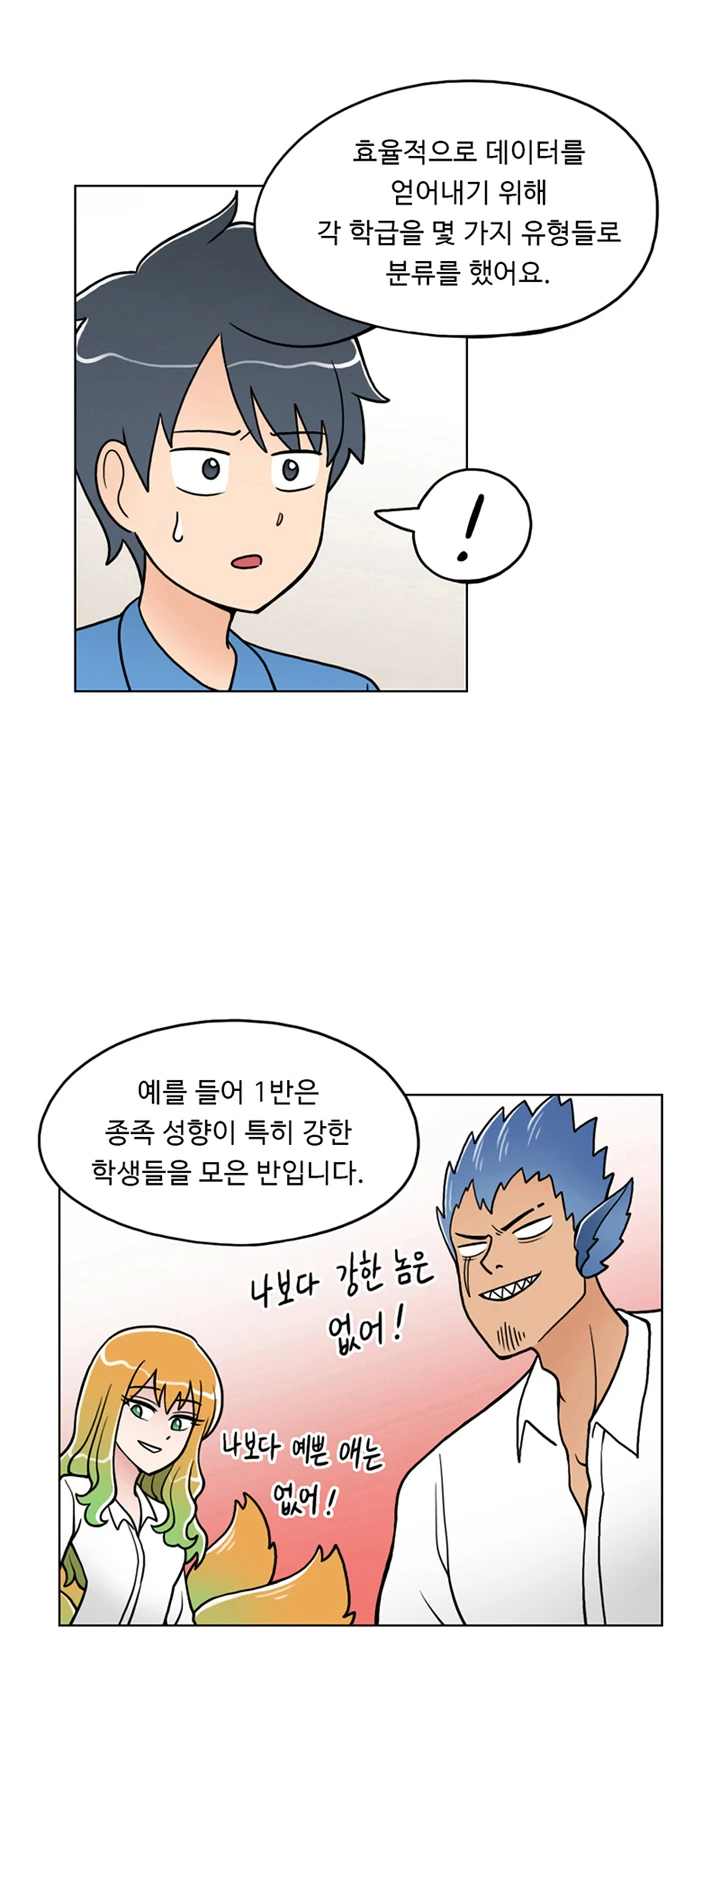 효율적으로 데이터를
얻어내기 위해
각 학급을 몇 가지 유형들로
분류를 했어요.
!
예를 들어 1반은
종족 성향이 특히 강한
학생들을 모은 반입니다.
나보다 강한 놈은
없어!
나보다 예쁜 애는
없어!